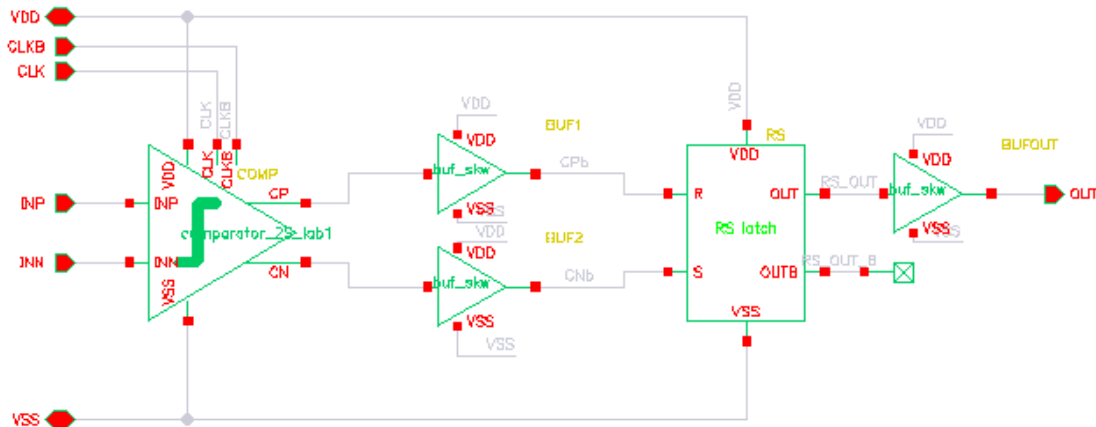 VDD
CLKB
CLK
INP
INN
VSS
CLK
CLKB
VDD
CLK
CLKB
COMP
INP
CP
comparator_2S_lab1
INN
CN
VSS
VDD
BUF1
VDD
buf_skw
CPb
VSS
VSS
VDD
BUF2
VDD
buf_skw
CNb
VSS
VSS
VDD
RS
VDD
R
OUT
RS latch
S
OUTB
VSS
RS_OUT
RS_OUT_B
VDD
BUFOUT
VDD
buf_skw
VSS
VSS
OUT